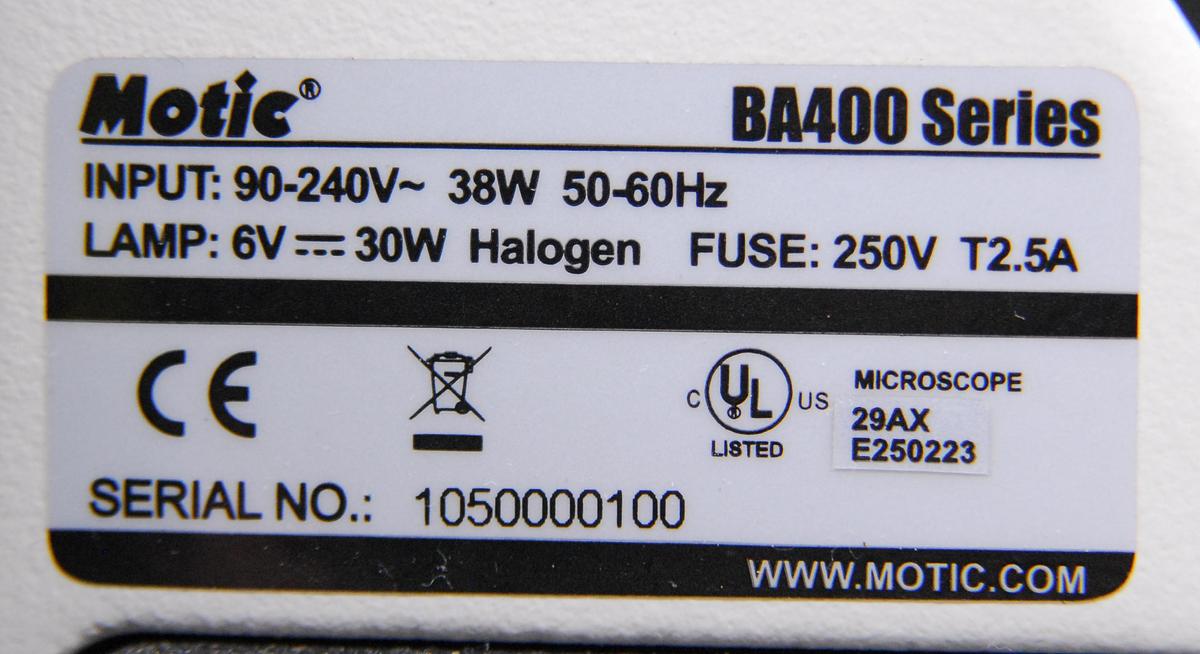 Motic®
BA400 Series
INPUT: 90-240V~ 38W 50-60Hz
LAMP: 6V⎓30W Halogen FUSE: 250V T2.5A
CE
C UL® US
LISTED
MICROSCOPE
29AX
E250223
SERIAL NO.: 1050000100
WWW.MOTIC.COM